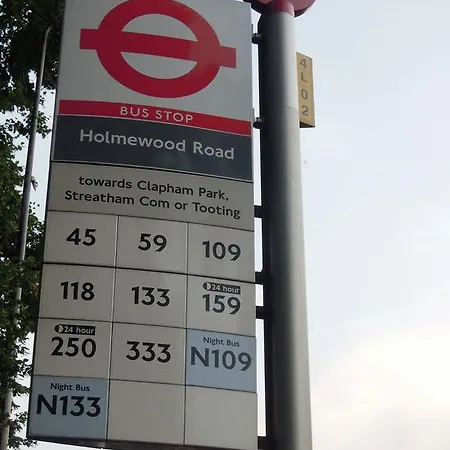 BUS STOP
Holmewood Road
towards Clapham Park,
Streatham Com or Tooting
45 59 109
118 133 24 hour 159
24 hour 250 333 Night Bus N109
Night Bus N133
4L02